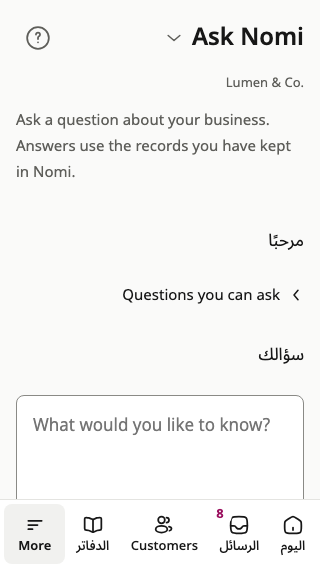 Ask Nomi
Lumen & Co.
Ask a question about your business.
Answers use the records you have kept
in Nomi.
مرحبًا
Questions you can ask
سؤالك
What would you like to know?
اليوم
8
الرسائل
Customers
الدفاتر
More